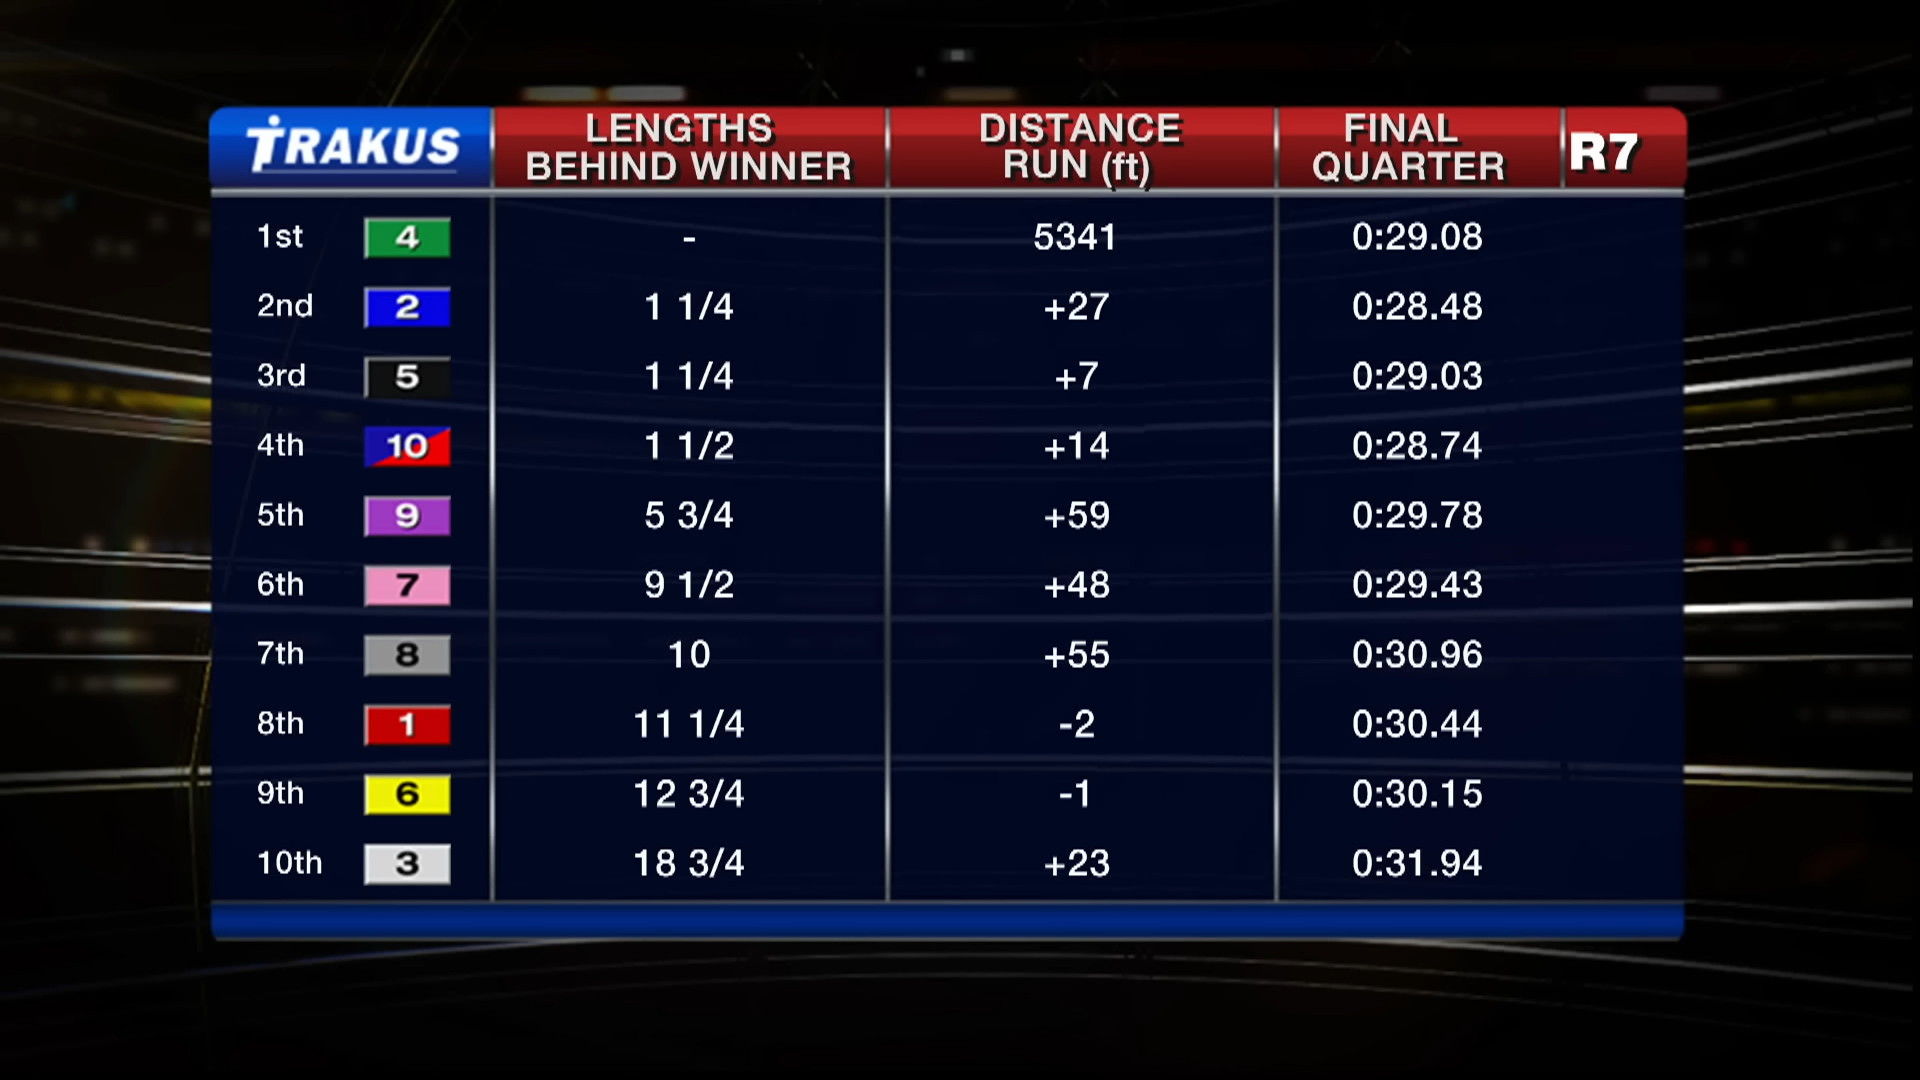 TRAKUS
LENGTHS
BEHIND WINNER
DISTANCE
RUN (ft)
FINAL
QUARTER
R7
1st 4 - 5341 0:29.08
2nd 2 1 1/4 +27 0:28.48
3rd 5 1 1/4 +7 0:29.03
4th 10 1 1/2 +14 0:28.74
5th 9 5 3/4 +59 0:29.78
6th 7 9 1/2 +48 0:29.43
7th 8 10 +55 0:30.96
8th 1 11 1/4 -2 0:30.44
9th 6 12 3/4 -1 0:30.15
10th 3 18 3/4 +23 0:31.94